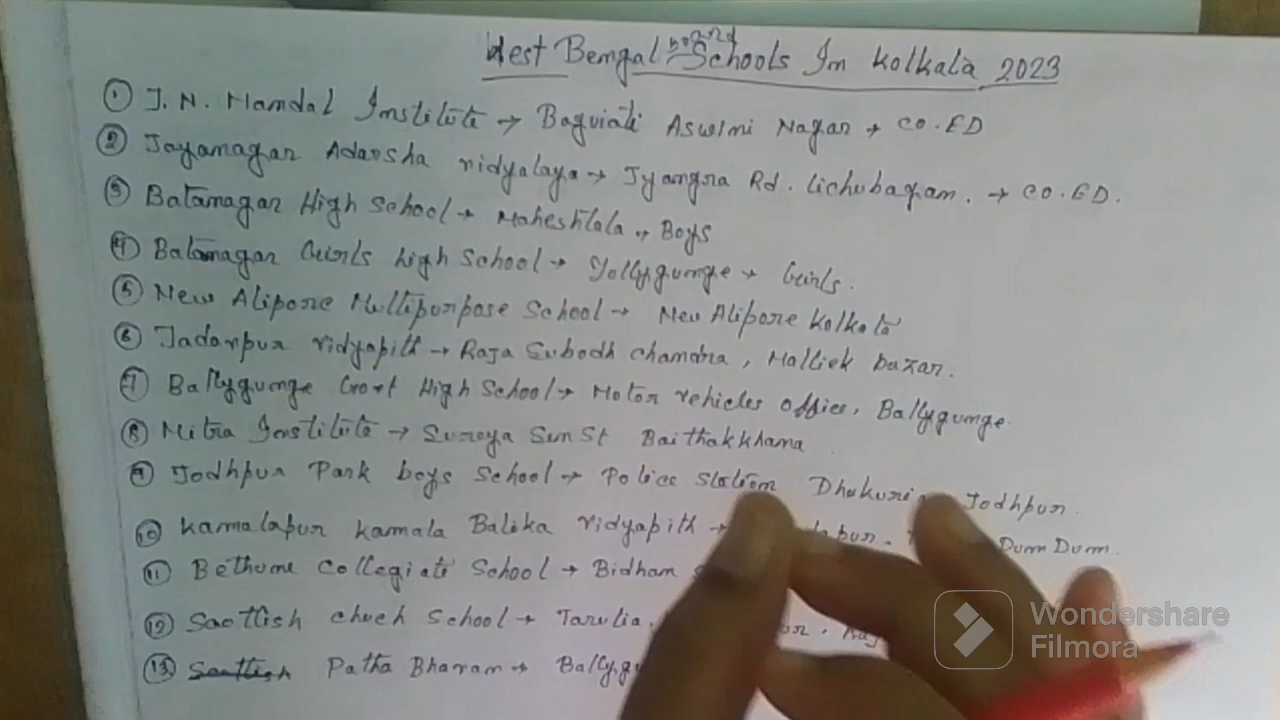 West Bengal Board Schools In Kolkata 2023
① J.N. Mandal Institute → Baguiati Aswini Nagar → CO.ED
② Jayanagar Adarsha vidyalaya → Jyangra Rd. lichubagan. → CO.ED.
③ Batanagar High School → Maheshtala → Boys
④ Batanagar Girls high School → Tollygunge → Girls.
⑤ New Alipore Multipurpose School → New Alipore Kolkata
⑥ Jadavpur vidyapith → Raja Subodh chandra, Mallick bazar.
⑦ Ballygunge Govt High School → Motor vehicles office, Ballygunge.
⑧ Mitra Institute → Sureya Sen St Baithakkhana
⑨ Jodhpur Park boys School → Police Station Dhakuri Jodhpur.
⑩ Kamalapur Kamala Balika vidyapith → Dum Dum.
⑪ Bethune Collegiate School → Bidhan
⑫ Scottish chuch School → Tarulia,
⑬ Patha Bhavan →
Wondershare
Filmora